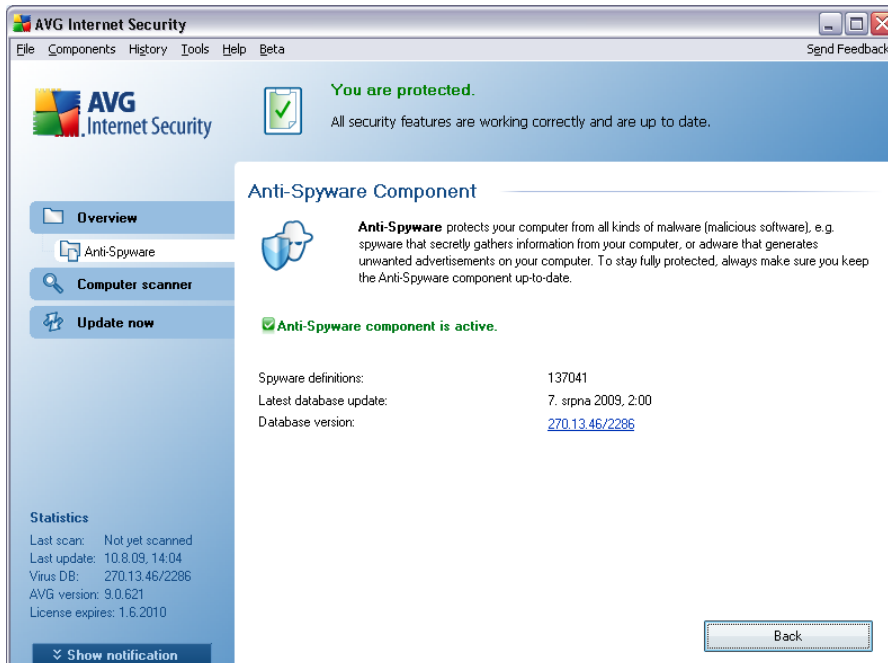 AVG Internet Security
File Components History Tools Help Beta Send Feedback
AVG
Internet Security
You are protected.
All security features are working correctly and are up to date.
Overview
Anti-Spyware
Computer scanner
Update now
Anti-Spyware Component
Anti-Spyware protects your computer from all kinds of malware (malicious software), e.g.
spyware that secretly gathers information from your computer, or adware that generates
unwanted advertisements on your computer. To stay fully protected, always make sure you keep
the Anti-Spyware component up-to-date.
Anti-Spyware component is active.
Spyware definitions: 137041
Latest database update: 7. srpna 2009, 2:00
Database version: 270.13.46/2286
Statistics
Last scan: Not yet scanned
Last update: 10.8.09, 14:04
Virus DB: 270.13.46/2286
AVG version: 9.0.621
License expires: 1.6.2010
Show notification
Back